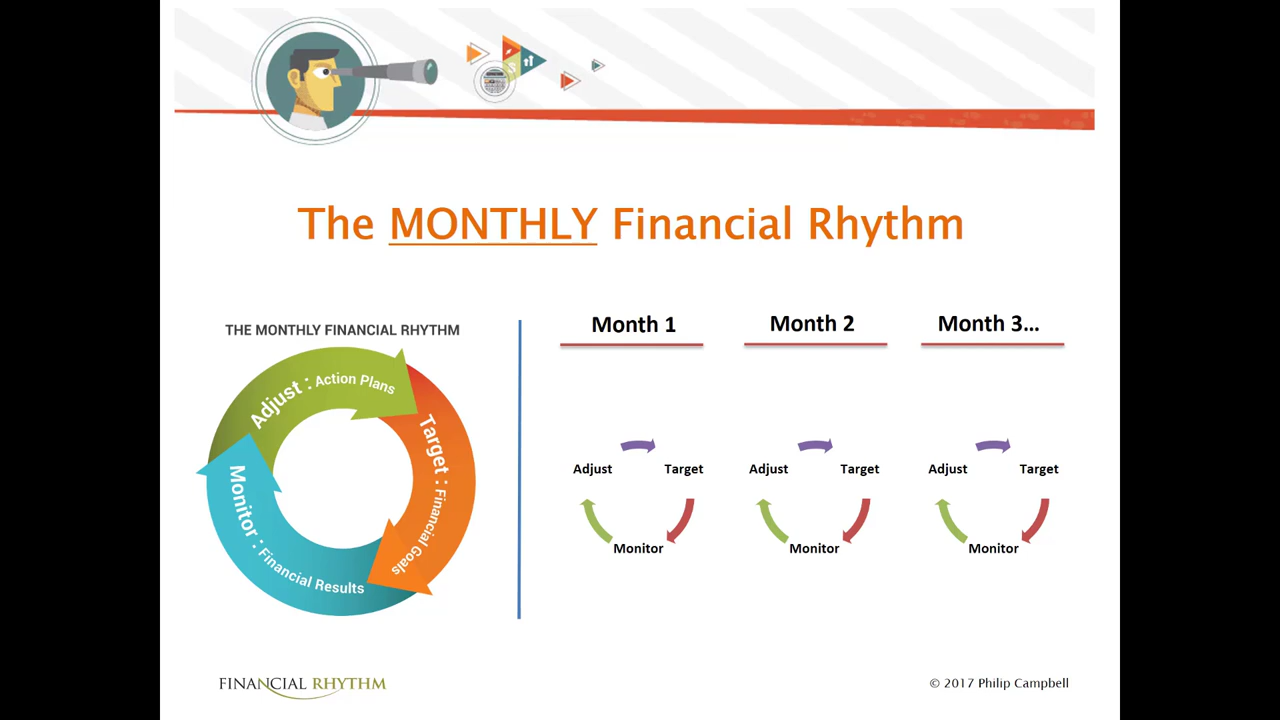 The MONTHLY Financial Rhythm
THE MONTHLY FINANCIAL RHYTHM
Adjust : Action Plans
Target : Financial Goals
Monitor : Financial Results
Month 1
Adjust
Target
Monitor
Month 2
Adjust
Target
Monitor
Month 3...
Adjust
Target
Monitor
FINANCIAL RHYTHM
© 2017 Philip Campbell